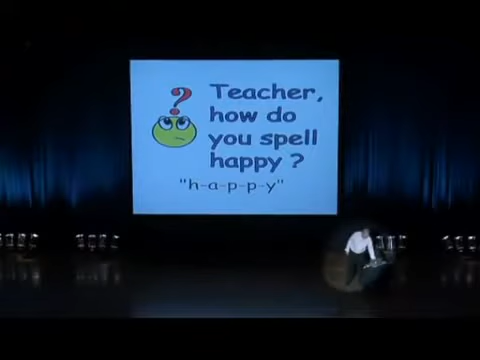 ?
Teacher,
how do
you spell
happy ?
"h-a-p-p-y"